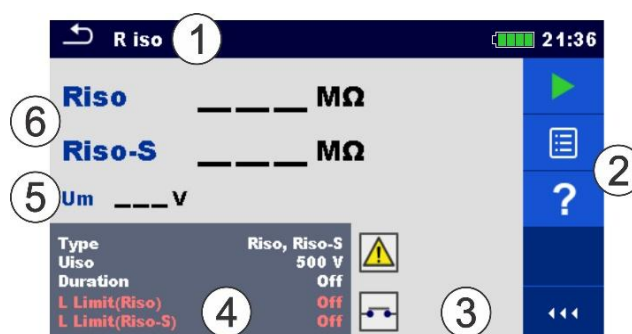 R iso 1 21:36
Riso ___ MΩ
6
Riso-S ___ MΩ
2
5 Um ___ V
?
Type Riso, Riso-S
Uiso 500 V
Duration Off
L Limit(Riso) Off
4 3
L Limit(Riso-S) Off